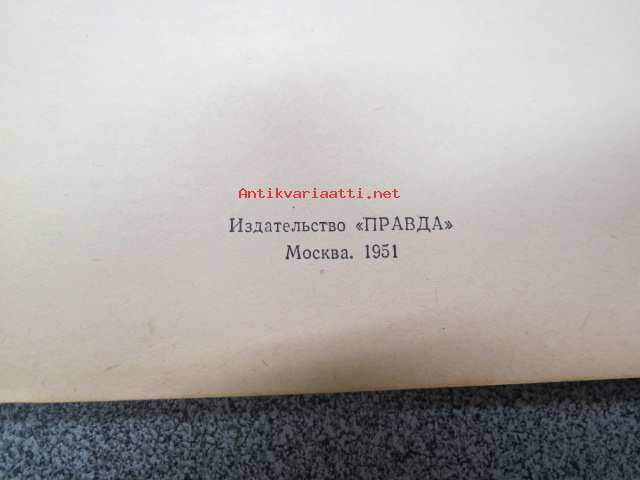 Antikvariaatti.net
Издательство «ПРАВДА»
Москва. 1951